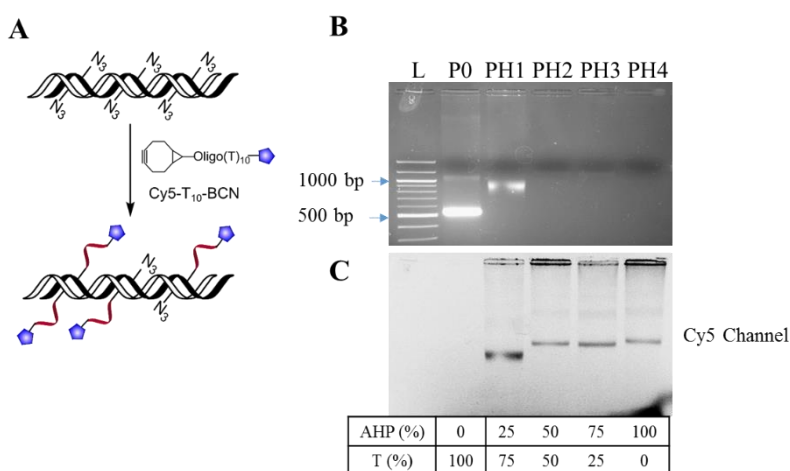 A
N3 N3 N3
N3 N3 N3
Oligo(T)10
Cy5-T10-BCN
N3
N3
B
L P0 PH1 PH2 PH3 PH4
1000 bp
500 bp
C
Cy5 Channel
AHP (%) 0 25 50 75 100
T (%) 100 75 50 25 0